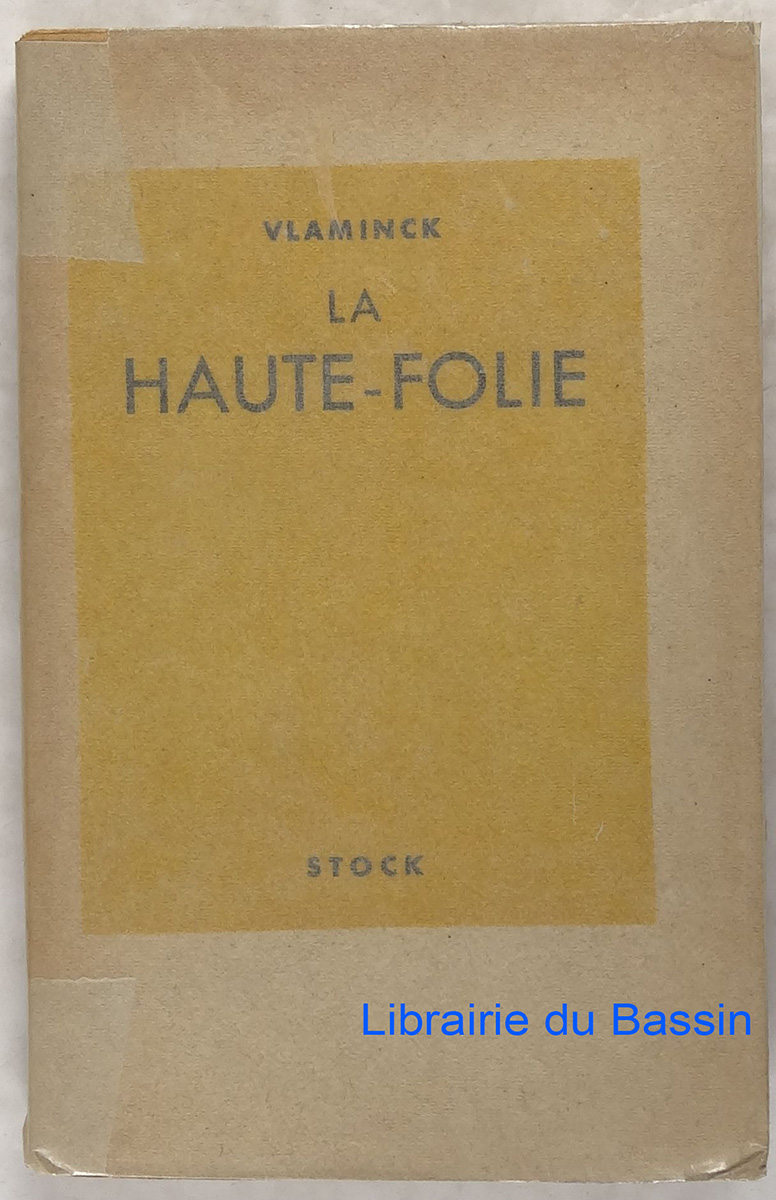 VLAMINCK
LA
HAUTE-FOLIE
STOCK
Librairie du Bassin